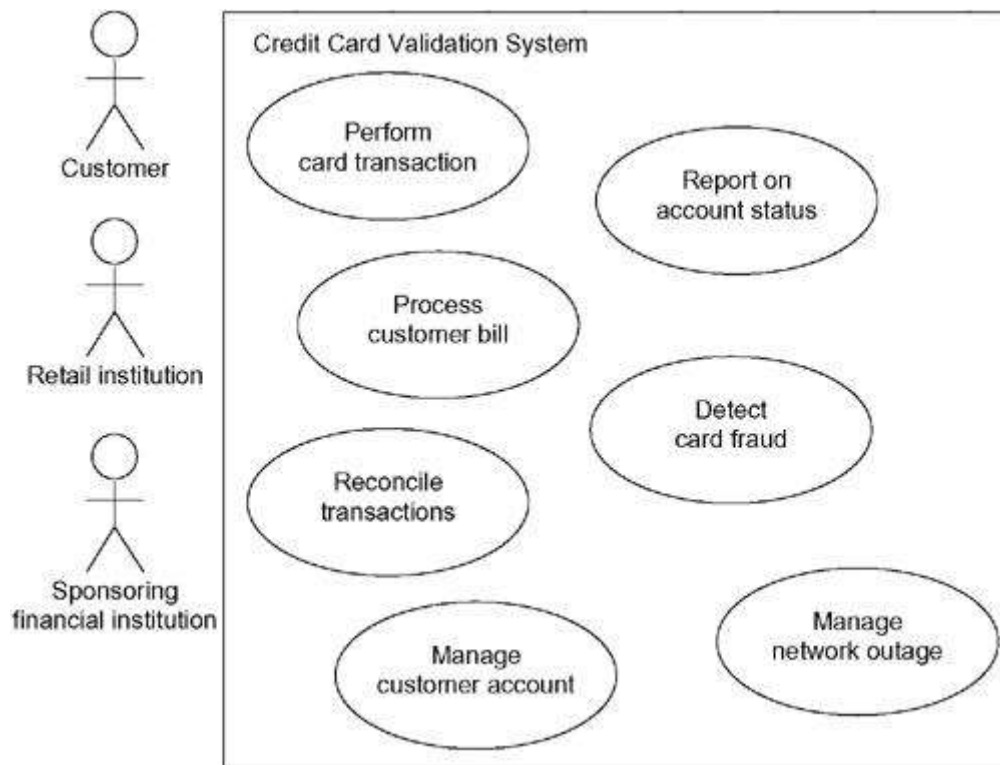 Credit Card Validation System
Customer
Perform
card transaction
Report on
account status
Retail institution
Process
customer bill
Detect
card fraud
Sponsoring
financial institution
Reconcile
transactions
Manage
customer account
Manage
network outage